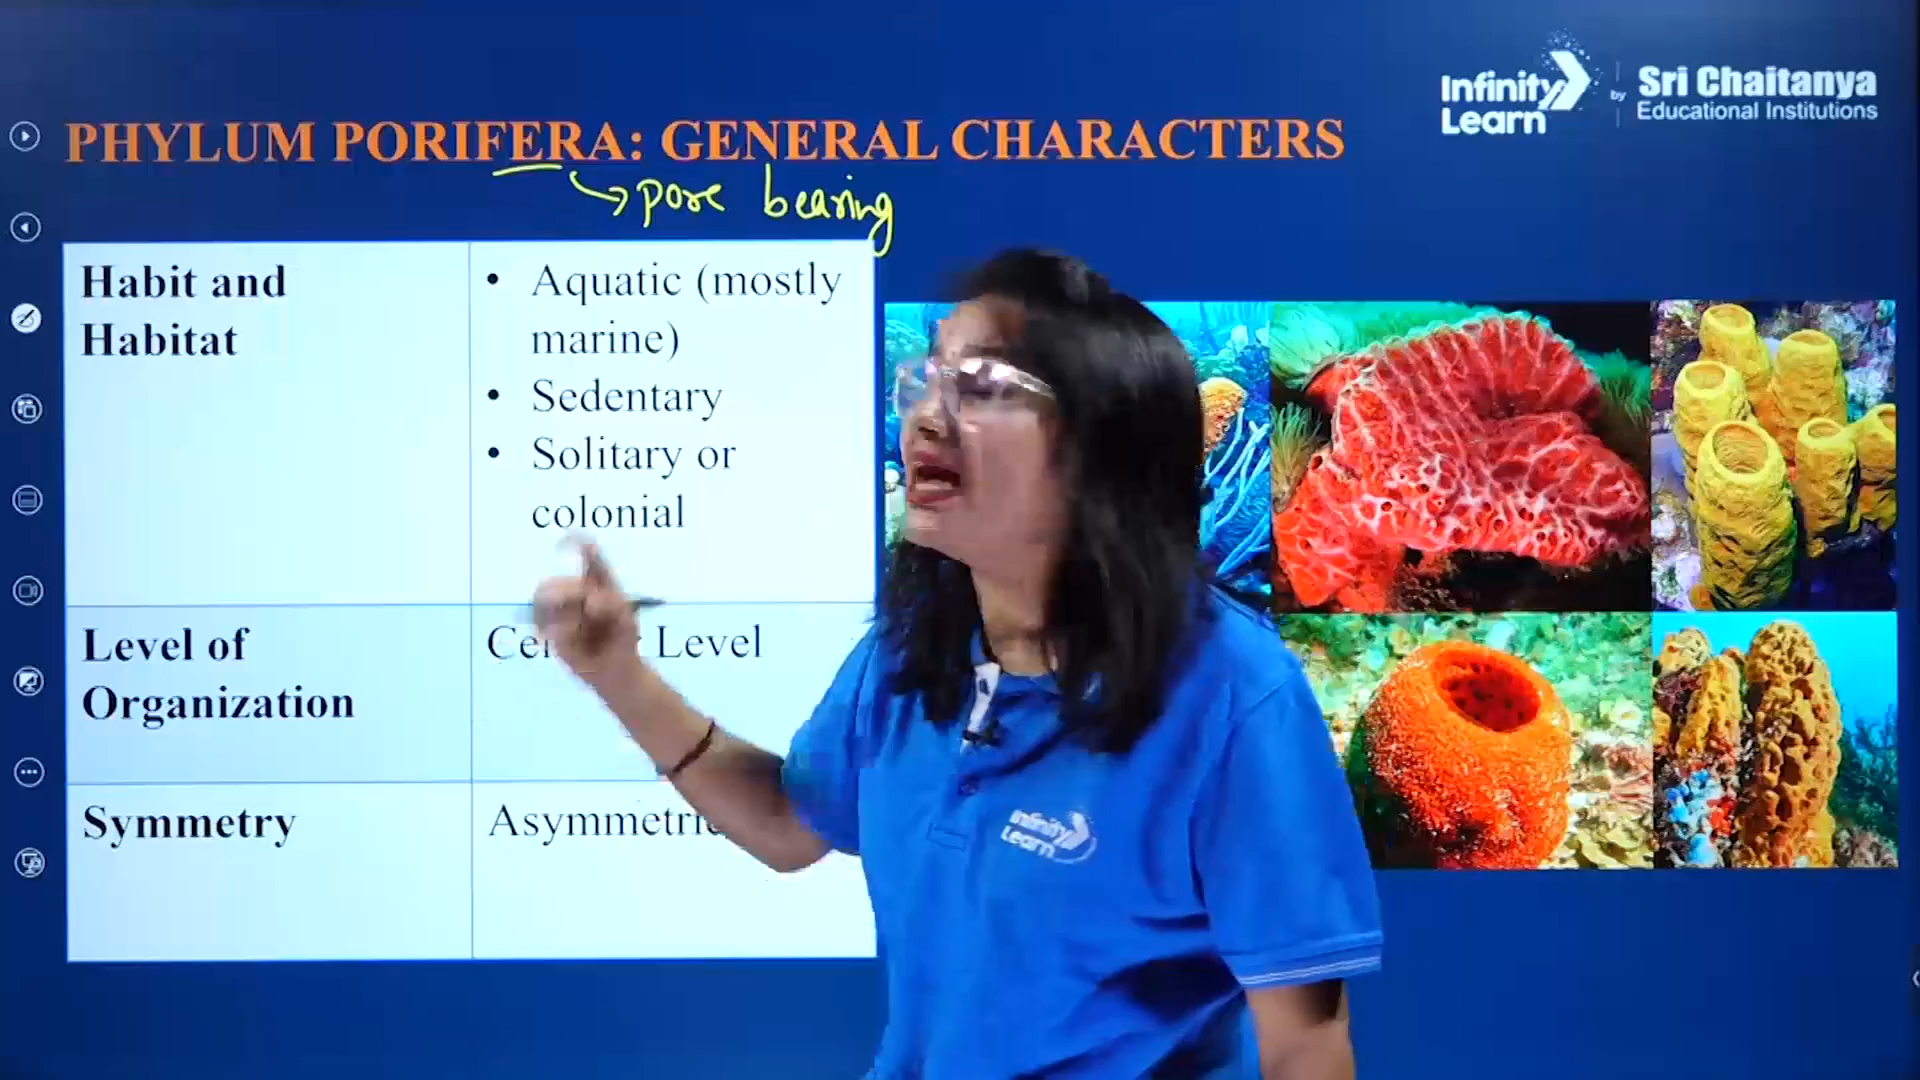 Infinity Learn
by
Sri Chaitanya
Educational Institutions
PHYLUM PORIFERA: GENERAL CHARACTERS
pore bearing
Habit and
Habitat
• Aquatic (mostly
marine)
• Sedentary
• Solitary or
colonial
Level of
Organization
Level
Symmetry
Infinity
Learn